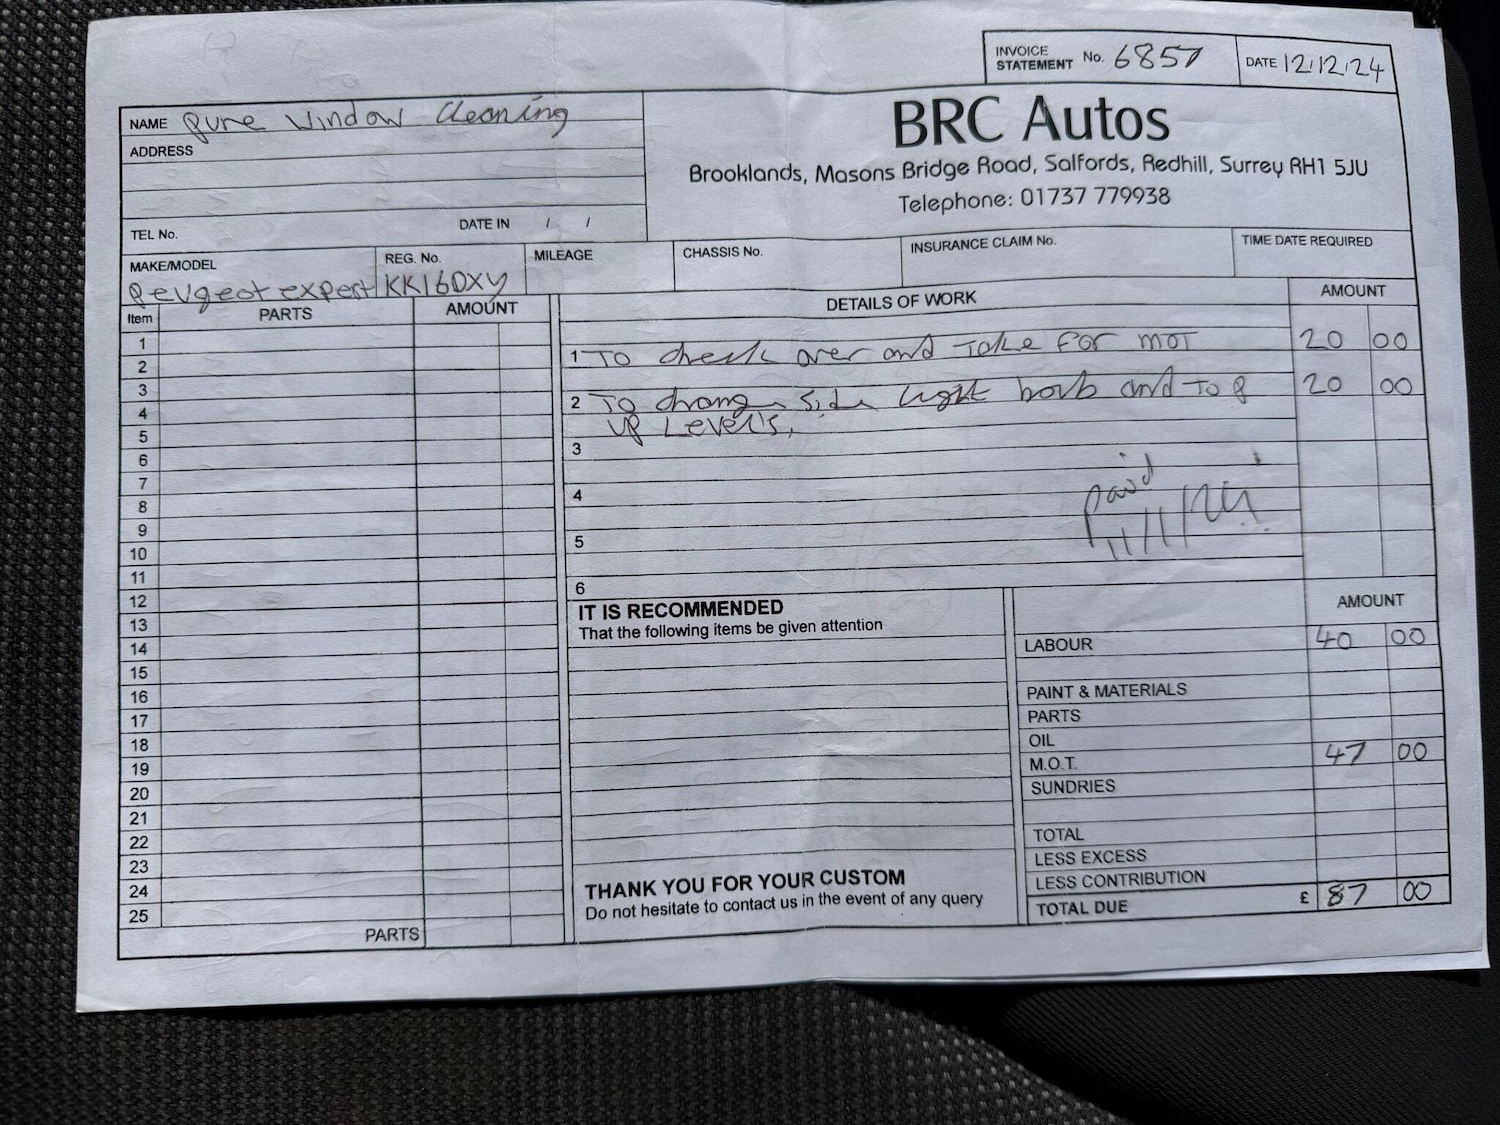 INVOICE STATEMENT No. 6857 DATE 12/12/24
NAME pure window cleaning
ADDRESS
BRC Autos
Brooklands, Masons Bridge Road, Salfords, Redhill, Surrey RH1 5JU
Telephone: 01737 779938
TEL No. DATE IN / /
MAKE/MODEL REG. No. MILEAGE CHASSIS No. INSURANCE CLAIM No. TIME DATE REQUIRED
Peugeot expert KK16DXY
Item PARTS AMOUNT
1
2
3
4
5
6
7
8
9
10
11
12
13
14
15
16
17
18
19
20
21
22
23
24
25
PARTS
DETAILS OF WORK AMOUNT
1 To check over and take for mot 20 00
2 To change side light boub and top 20 00
up Level's,
3
4
paid
5
6
IT IS RECOMMENDED
That the following items be given attention
THANK YOU FOR YOUR CUSTOM
Do not hesitate to contact us in the event of any query
AMOUNT
LABOUR 40 00
PAINT & MATERIALS
PARTS
OIL
M.O.T. 47 00
SUNDRIES
TOTAL
LESS EXCESS
LESS CONTRIBUTION
TOTAL DUE £ 87 00